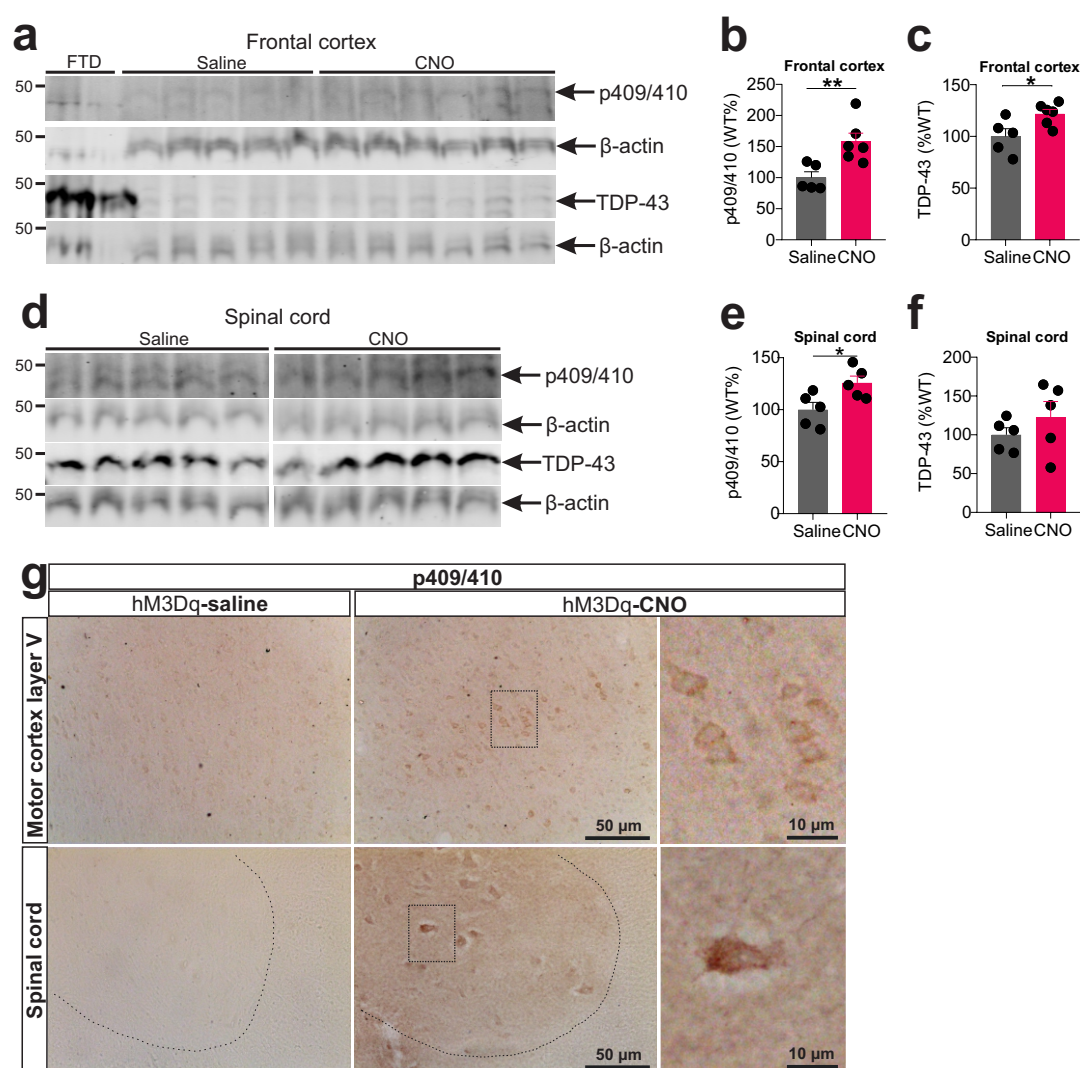 a
Frontal cortex
FTD
Saline
CNO
50
p409/410
50
β-actin
50
TDP-43
50
β-actin
b
Frontal cortex
**
p409/410 (WT%)
250
200
150
100
50
0
Saline CNO
c
Frontal cortex
*
TDP-43 (%WT)
150
100
50
0
Saline CNO
d
Spinal cord
Saline
CNO
50
p409/410
50
β-actin
50
TDP-43
50
β-actin
e
Spinal cord
*
p409/410 (WT%)
150
100
50
0
Saline CNO
f
Spinal cord
TDP-43 (%WT)
200
150
100
50
0
Saline CNO
g
p409/410
hM3Dq-saline
hM3Dq-CNO
Motor cortex layer V
50 µm
10 µm
Spinal cord
50 µm
10 µm